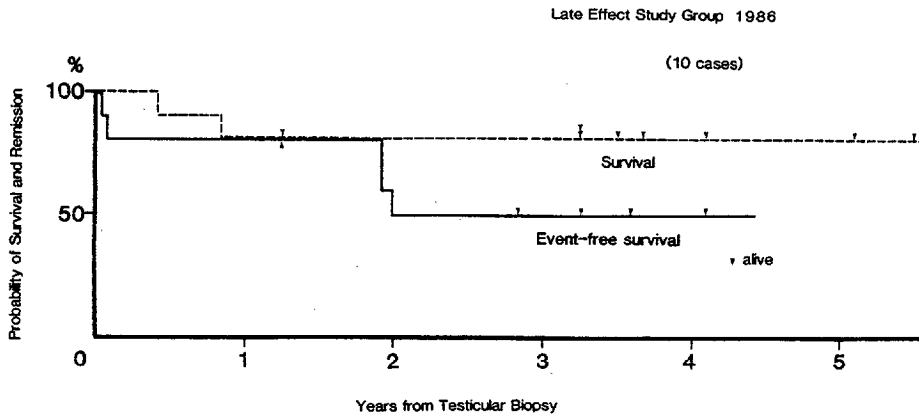 Late Effect Study Group 1986
(10 cases)
%
100
50
0
1
2
3
4
5
Probability of Survival and Remission
Survival
Event-free survival
▾ alive
Years from Testicular Biopsy